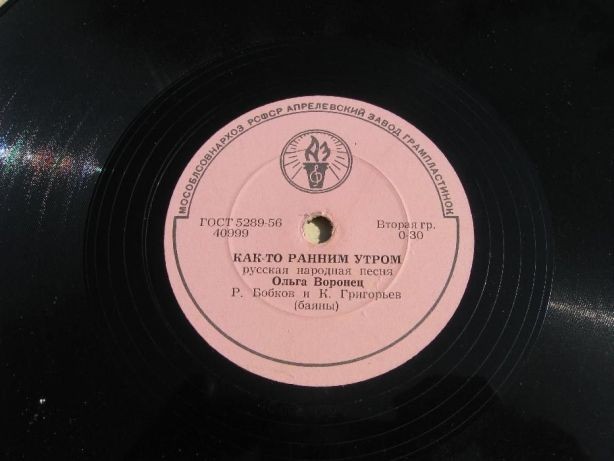 МОСОБЛСОВНАРХОЗ РСФСР АПРЕЛЕВСКИЙ ЗАВОД ГРАМПЛАСТИНОК
АЗ
ГОСТ 5289-56
40999
Вторая гр.
0-30
КАК-ТО РАННИМ УТРОМ
русская народная песня
Ольга Воронец
Р. Бобков и К. Григорьев
(баяны)